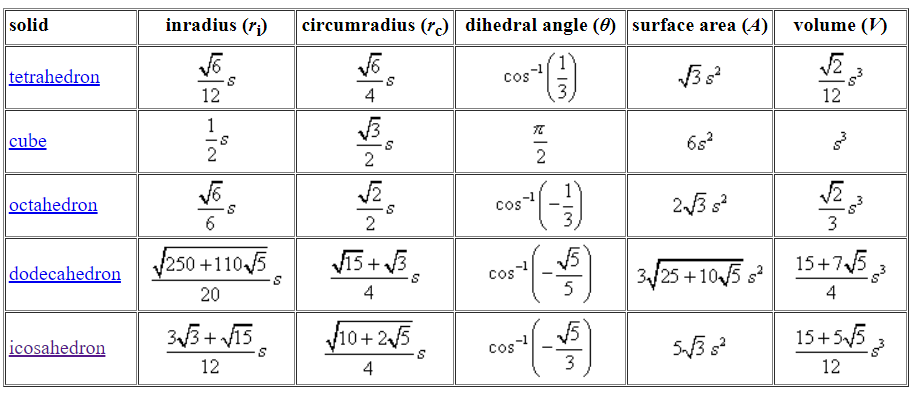 solid inradius (rᵢ) circumradius (r_c) dihedral angle (θ) surface area (A) volume (V)
tetrahedron √6/12 s √6/4 s cos⁻¹(1/3) √3 s² √2/12 s³
cube 1/2 s √3/2 s π/2 6s² s³
octahedron √6/6 s √2/2 s cos⁻¹(−1/3) 2√3 s² √2/3 s³
dodecahedron √(250+110√5)/20 s (√15+√3)/4 s cos⁻¹(−√5/5) 3√(25+10√5) s² (15+7√5)/4 s³
icosahedron (3√3+√15)/12 s √(10+2√5)/4 s cos⁻¹(−√5/3) 5√3 s² (15+5√5)/12 s³